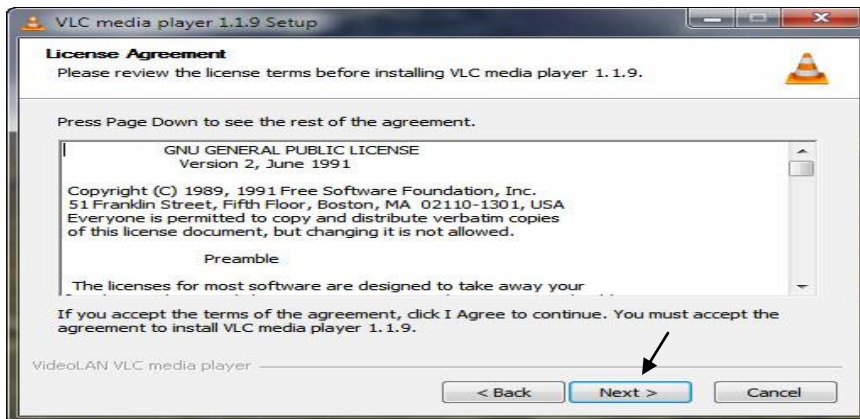 VLC media player 1.1.9 Setup
License Agreement
Please review the license terms before installing VLC media player 1.1.9.
Press Page Down to see the rest of the agreement.
GNU GENERAL PUBLIC LICENSE
Version 2, June 1991
Copyright (C) 1989, 1991 Free Software Foundation, Inc.
51 Franklin Street, Fifth Floor, Boston, MA  02110-1301, USA
Everyone is permitted to copy and distribute verbatim copies
of this license document, but changing it is not allowed.
Preamble
The licenses for most software are designed to take away your
If you accept the terms of the agreement, click I Agree to continue. You must accept the
agreement to install VLC media player 1.1.9.
VideoLAN VLC media player
< Back
Next >
Cancel